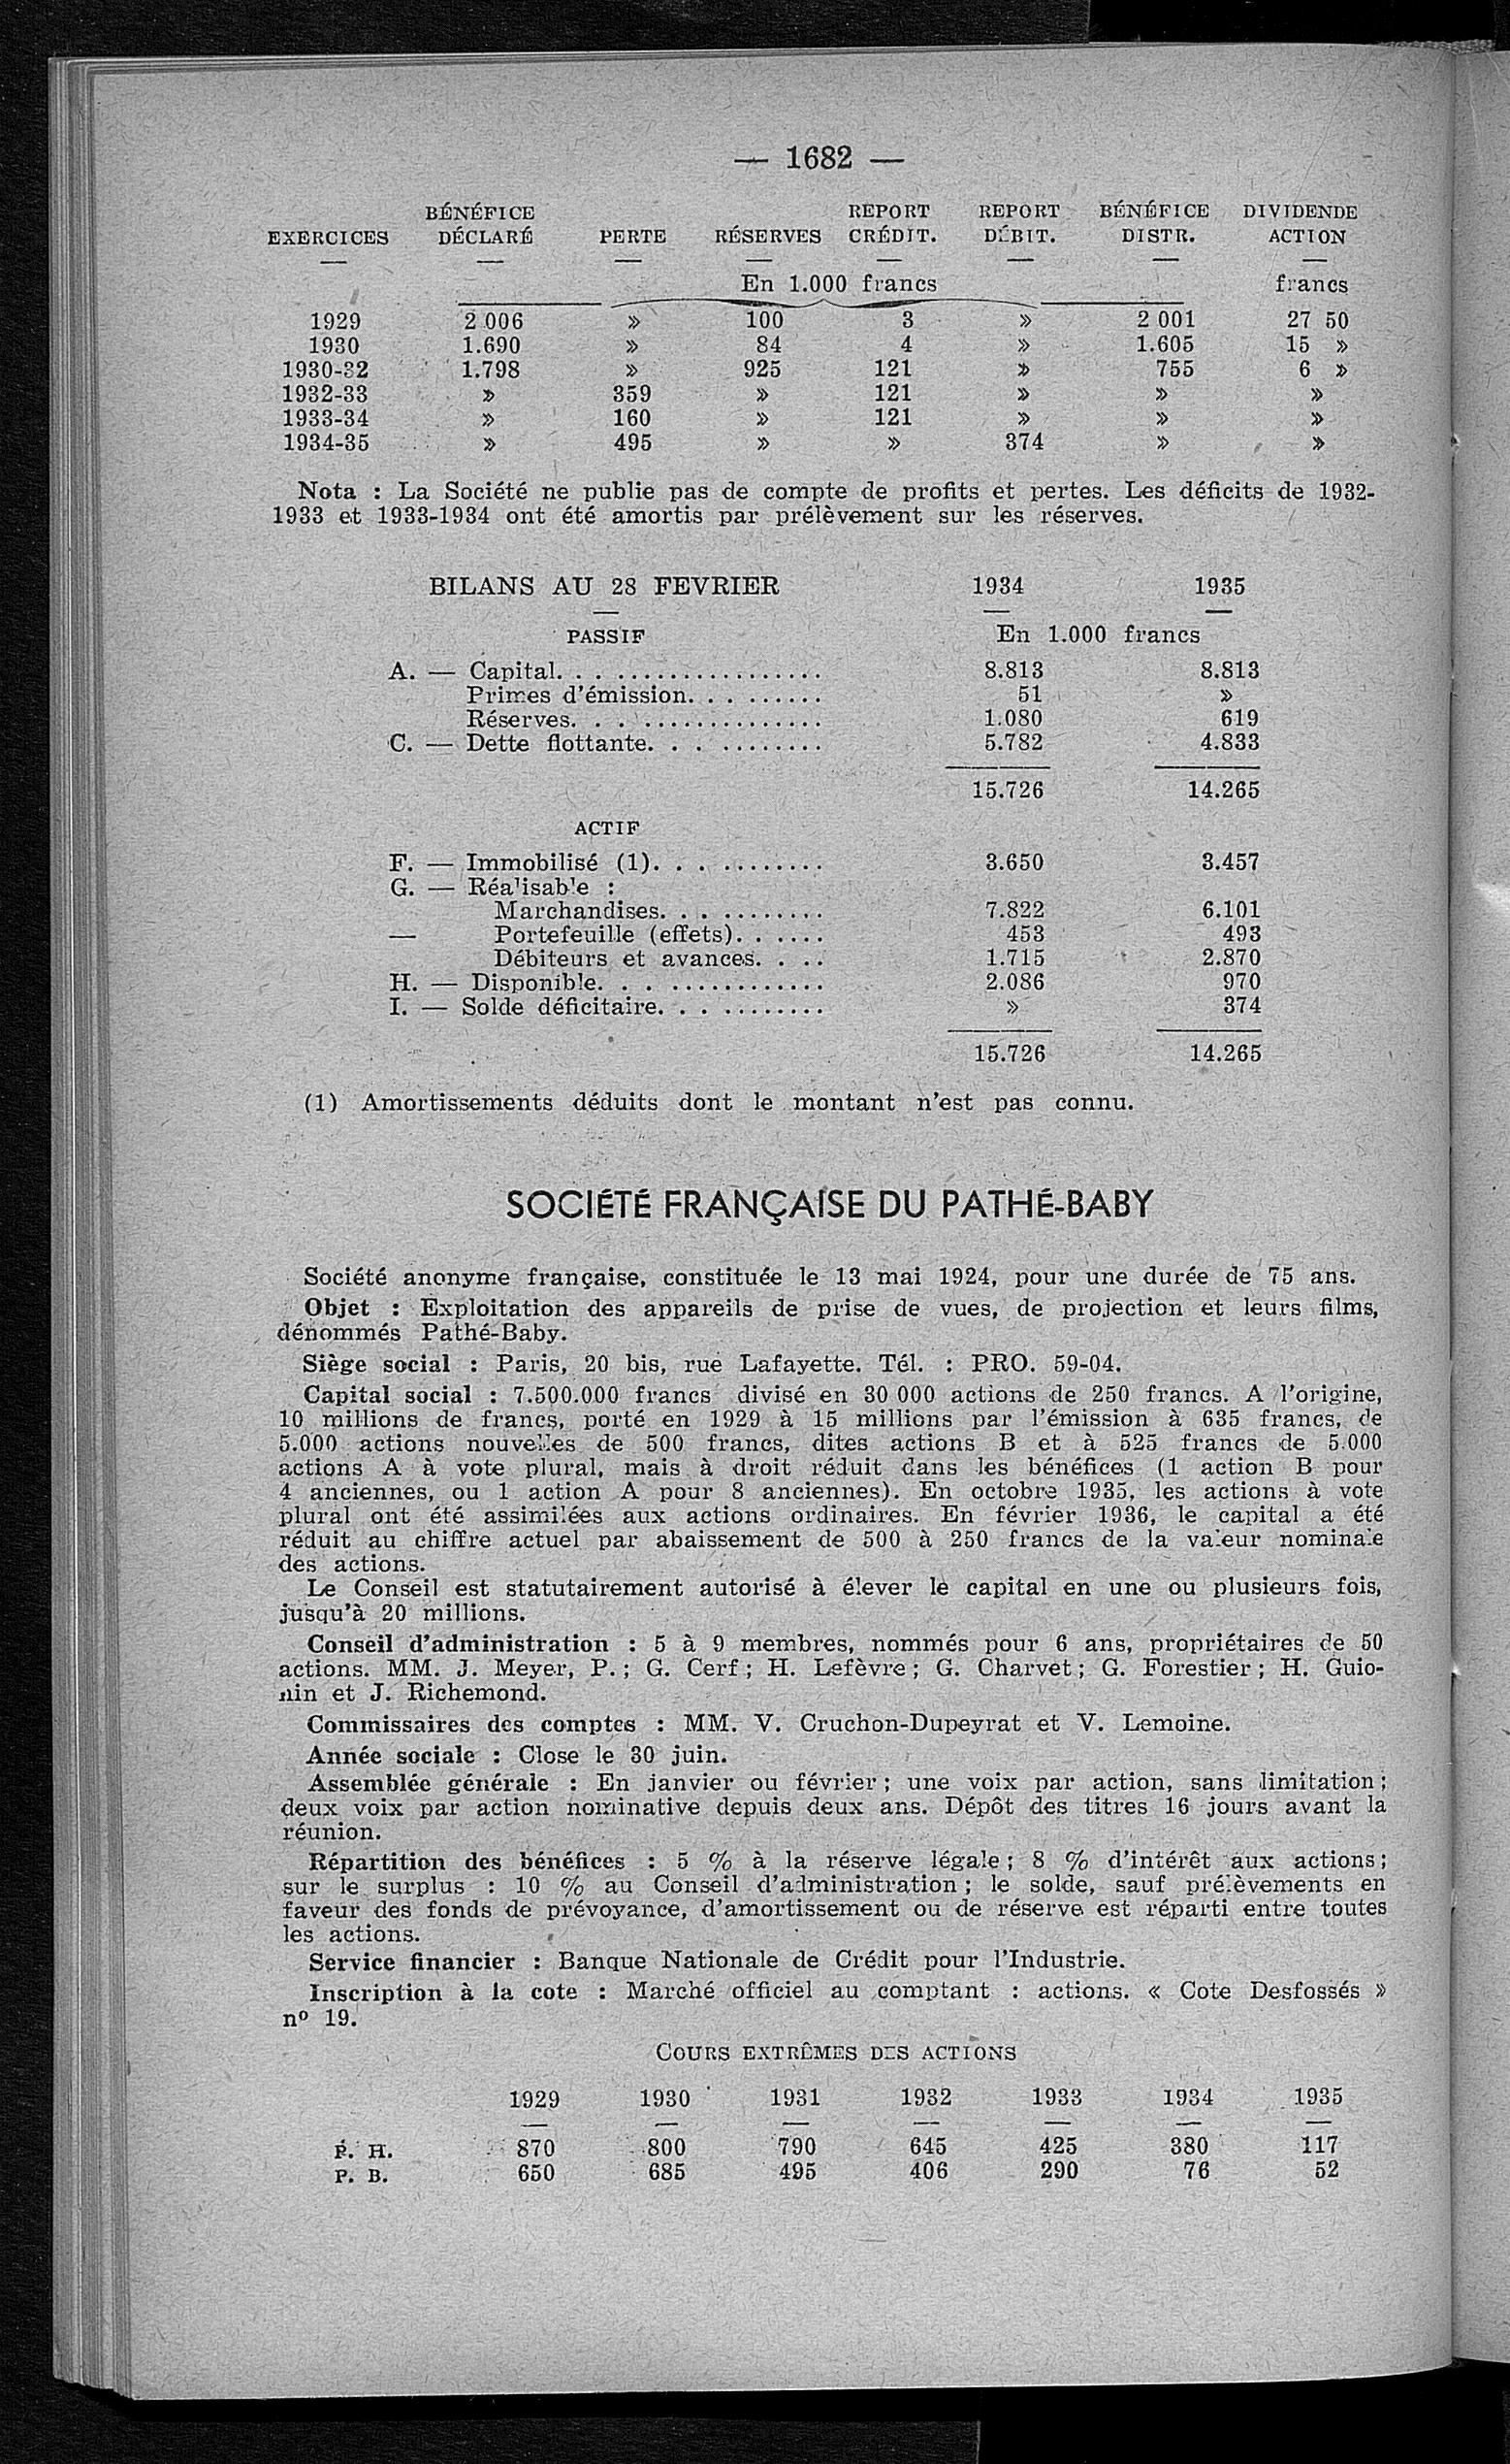 — 1682 —
EXERCICES BÉNÉFICE DÉCLARÉ PERTE RÉSERVES REPORT CRÉDIT. REPORT DÉBIT. BÉNÉFICE DISTR. DIVIDENDE ACTION
En 1.000 francs francs
1929 2 006 » 100 3 » 2 001 27 50
1930 1.690 » 84 4 » 1.605 15 »
1930-32 1.798 » 925 121 » 755 6 »
1932-33 » 359 » 121 » » »
1933-34 » 160 » 121 » » »
1934-35 » 495 » » 374 » »
Nota : La Société ne publie pas de compte de profits et pertes. Les déficits de 1932-
1933 et 1933-1934 ont été amortis par prélèvement sur les réserves.
BILANS AU 28 FEVRIER 1934 1935
PASSIF En 1.000 francs
A. — Capital. . . . . . . . . . . . . . . . . . . 8.813 8.813
Primes d'émission. . . . . . . . . 51 »
Réserves. . . . . . . . . . . . . . . . . 1.080 619
C. — Dette flottante. . . . . . . . . . . 5.782 4.833
15.726 14.265
ACTIF
F. — Immobilisé (1). . . . . . . . . . . 3.650 3.457
G. — Réalisable :
Marchandises. . . . . . . . . . . 7.822 6.101
— Portefeuille (effets). . . . . . 453 493
Débiteurs et avances. . . . 1.715 2.870
H. — Disponible. . . . . . . . . . . . . . 2.086 970
I. — Solde déficitaire. . . . . . . . . . . » 374
15.726 14.265
(1) Amortissements déduits dont le montant n'est pas connu.
SOCIÉTÉ FRANÇAISE DU PATHÉ-BABY
Société anonyme française, constituée le 13 mai 1924, pour une durée de 75 ans.
Objet : Exploitation des appareils de prise de vues, de projection et leurs films,
dénommés Pathé-Baby.
Siège social : Paris, 20 bis, rue Lafayette. Tél. : PRO. 59-04.
Capital social : 7.500.000 francs divisé en 30 000 actions de 250 francs. A l'origine,
10 millions de francs, porté en 1929 à 15 millions par l'émission à 635 francs, de
5.000 actions nouvelles de 500 francs, dites actions B et à 525 francs de 5.000
actions A à vote plural, mais à droit réduit dans les bénéfices (1 action B pour
4 anciennes, ou 1 action A pour 8 anciennes). En octobre 1935, les actions à vote
plural ont été assimilées aux actions ordinaires. En février 1936, le capital a été
réduit au chiffre actuel par abaissement de 500 à 250 francs de la valeur nominale
des actions.
Le Conseil est statutairement autorisé à élever le capital en une ou plusieurs fois,
jusqu'à 20 millions.
Conseil d'administration : 5 à 9 membres, nommés pour 6 ans, propriétaires de 50
actions. MM. J. Meyer, P. ; G. Cerf ; H. Lefèvre ; G. Charvet ; G. Forestier ; H. Guio-
nin et J. Richemond.
Commissaires des comptes : MM. V. Cruchon-Dupeyrat et V. Lemoine.
Année sociale : Close le 30 juin.
Assemblée générale : En janvier ou février ; une voix par action, sans limitation ;
deux voix par action nominative depuis deux ans. Dépôt des titres 16 jours avant la
réunion.
Répartition des bénéfices : 5 % à la réserve légale ; 8 % d'intérêt aux actions ;
sur le surplus : 10 % au Conseil d'administration ; le solde, sauf prélèvements en
faveur des fonds de prévoyance, d'amortissement ou de réserve est réparti entre toutes
les actions.
Service financier : Banque Nationale de Crédit pour l'Industrie.
Inscription à la cote : Marché officiel au comptant : actions. « Cote Desfossés »
nº 19.
COURS EXTRÊMES DES ACTIONS
1929 1930 1931 1932 1933 1934 1935
P. H. 870 800 790 645 425 380 117
P. B. 650 685 495 406 290 76 52